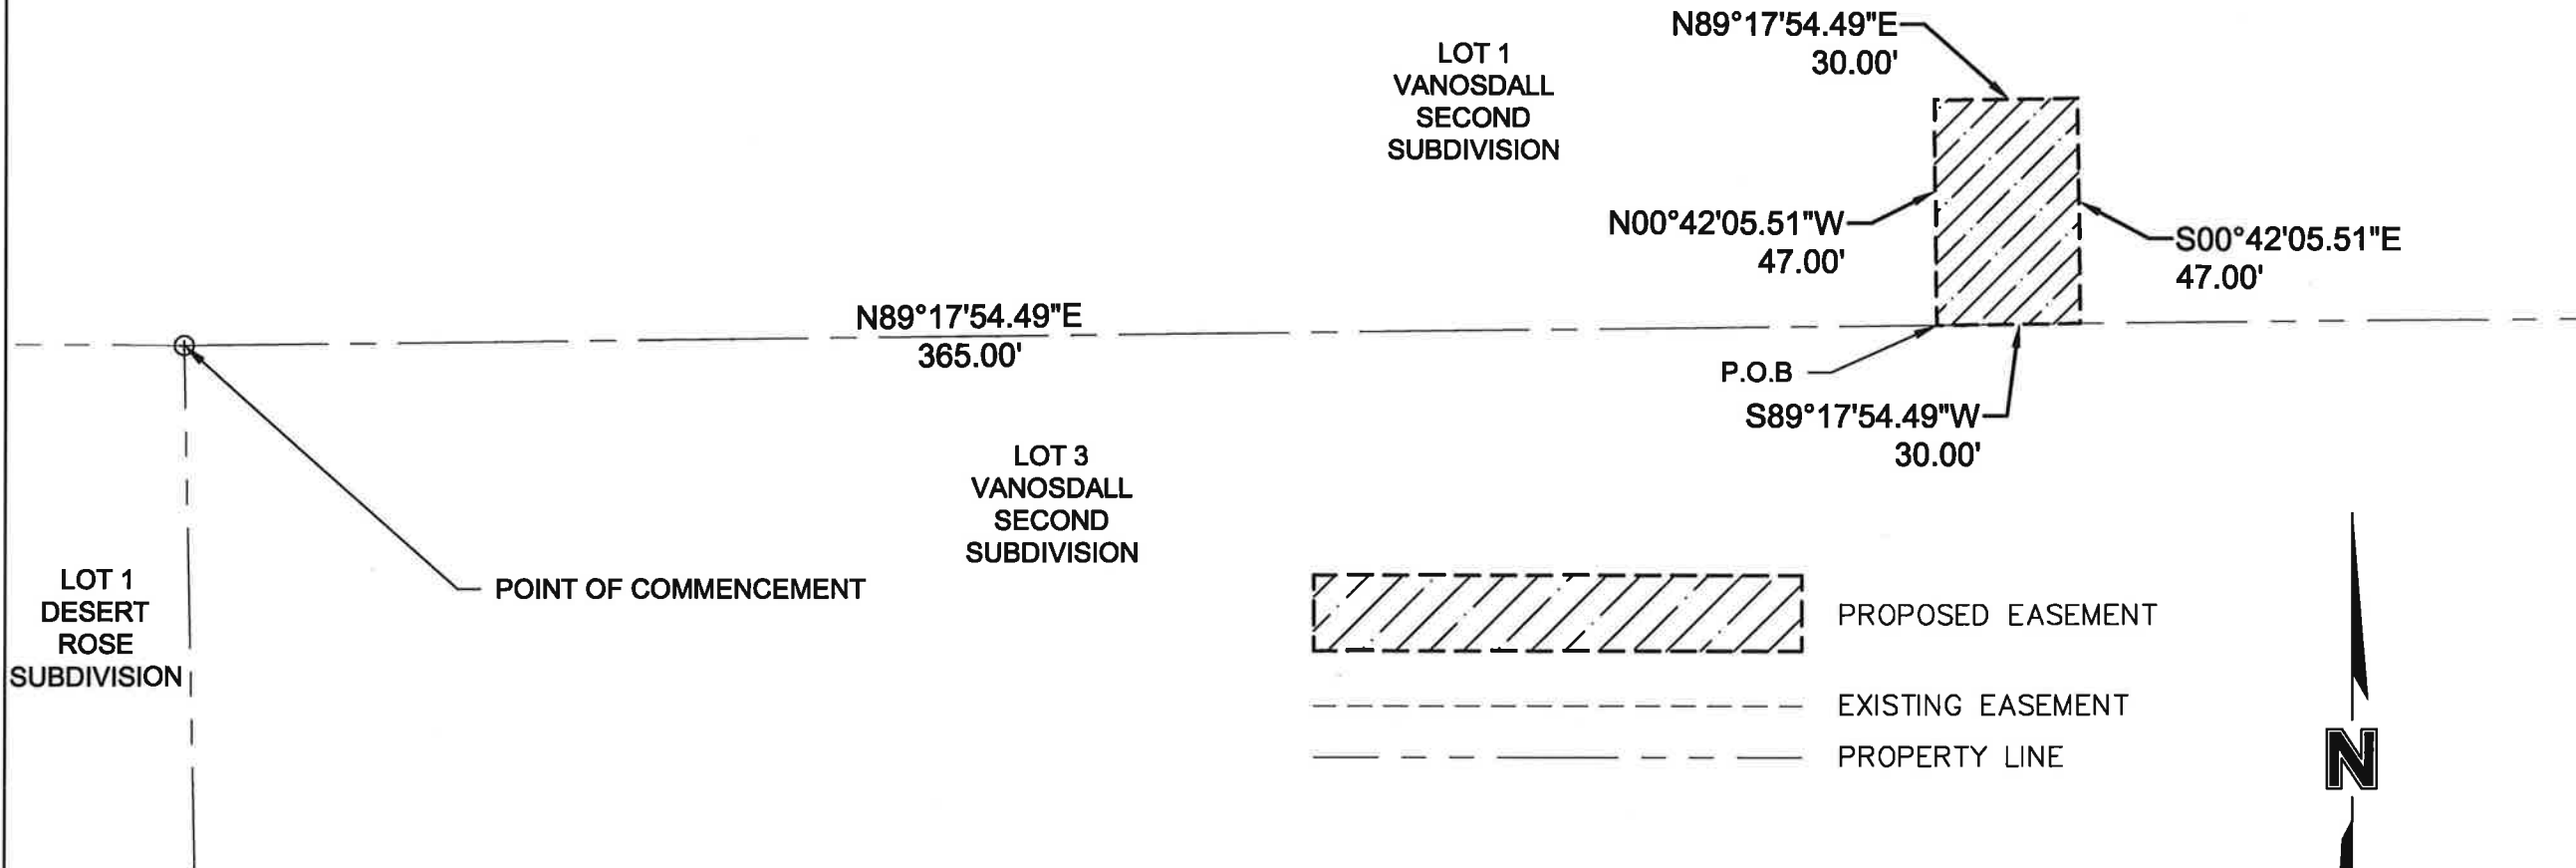 N89°17'54.49"E
30.00'
LOT 1
VANOSDALL
SECOND
SUBDIVISION
N00°42'05.51"W
47.00'
S00°42'05.51"E
47.00'
N89°17'54.49"E
365.00'
P.O.B
S89°17'54.49"W
30.00'
LOT 3
VANOSDALL
SECOND
SUBDIVISION
POINT OF COMMENCEMENT
LOT 1
DESERT
ROSE
SUBDIVISION
PROPOSED EASEMENT
EXISTING EASEMENT
PROPERTY LINE
N